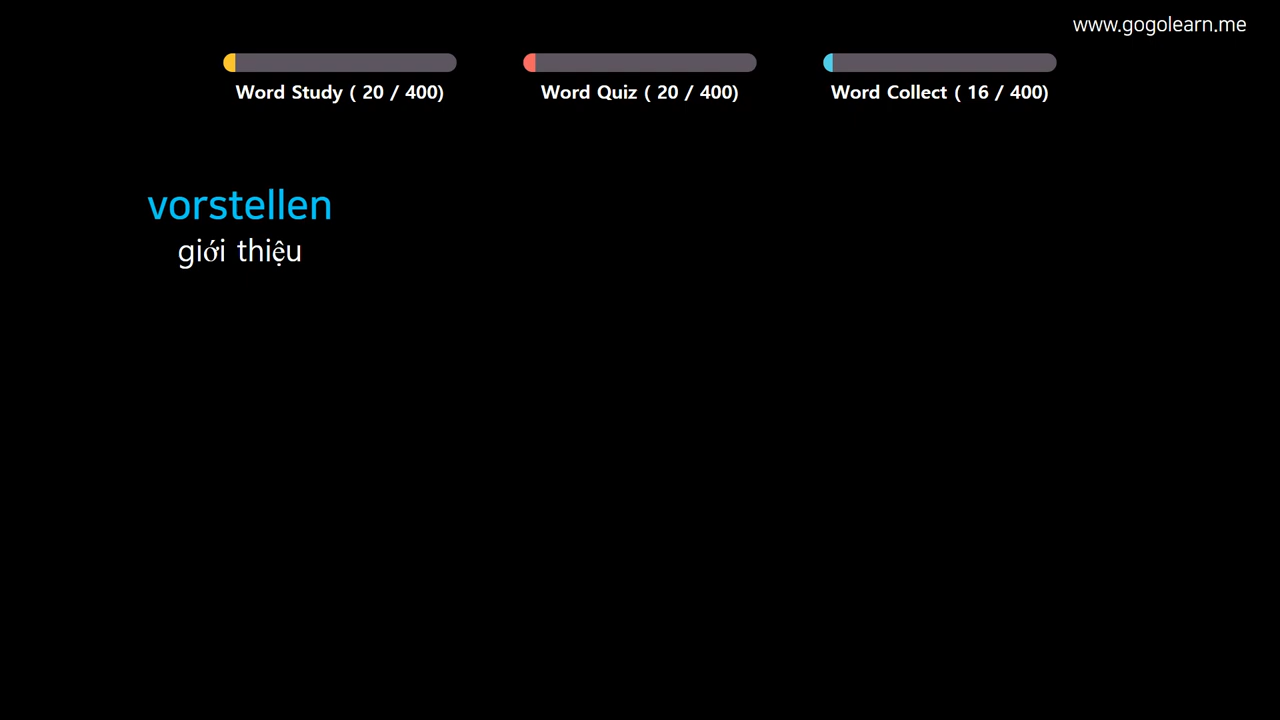 www.gogolearn.me
Word Study ( 20 / 400)
Word Quiz ( 20 / 400)
Word Collect ( 16 / 400)
vorstellen
giới thiệu